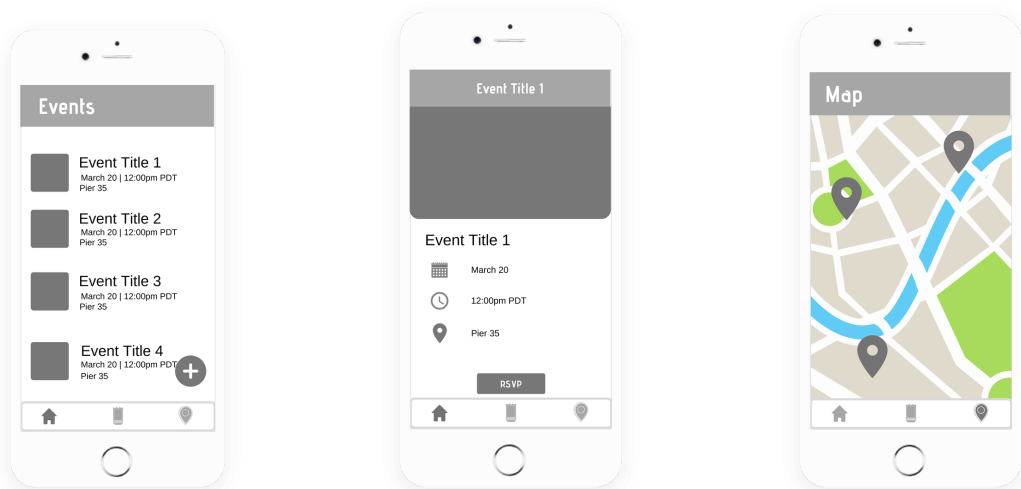 Events
Event Title 1
March 20 | 12:00pm PDT
Pier 35
Event Title 2
March 20 | 12:00pm PDT
Pier 35
Event Title 3
March 20 | 12:00pm PDT
Pier 35
Event Title 4
March 20 | 12:00pm PDT
Pier 35
Event Title 1
Event Title 1
March 20
12:00pm PDT
Pier 35
RSVP
Map